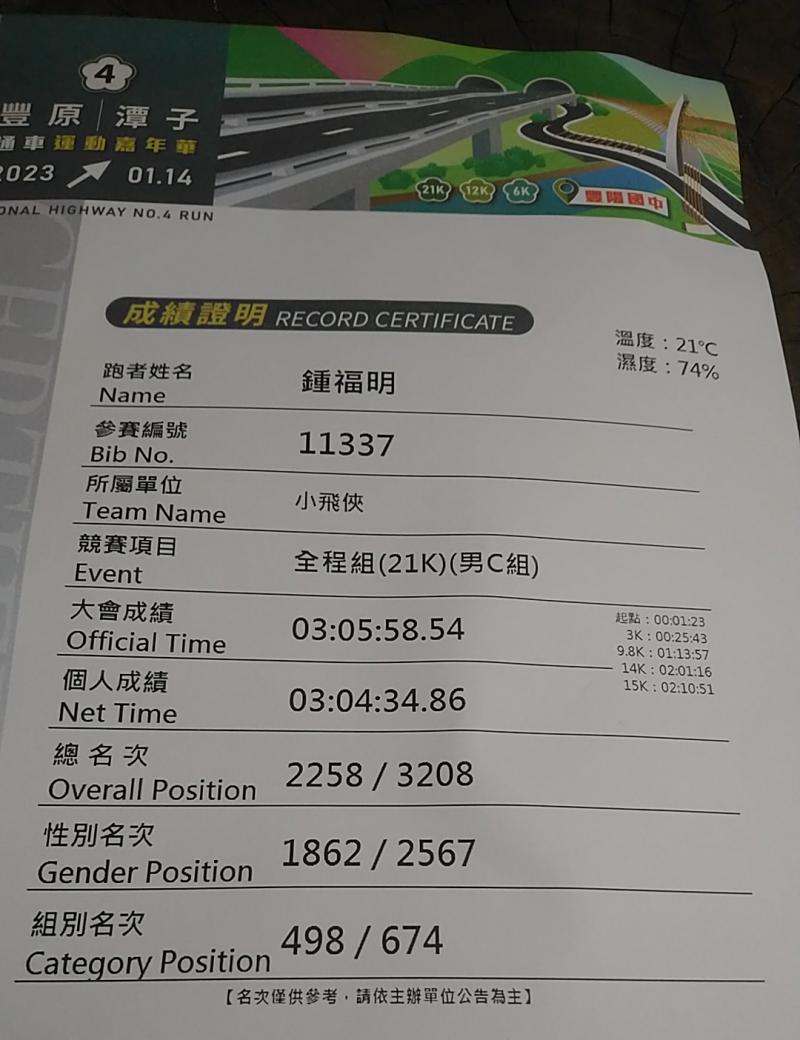 4
豐原|潭子
通車運動嘉年華
2023 01.14
ONAL HIGHWAY NO.4 RUN
21K 12K 6K 豐陽國中
成績證明 RECORD CERTIFICATE
溫度：21°C
濕度：74%
跑者姓名
Name
鍾福明
參賽編號
Bib No.
11337
所屬單位
Team Name
小飛俠
競賽項目
Event
全程組(21K)(男C組)
大會成績
Official Time
03:05:58.54
起點：00:01:23
3K：00:25:43
9.8K：01:13:57
14K：02:01:16
15K：02:10:51
個人成績
Net Time
03:04:34.86
總名次
Overall Position
2258 / 3208
性別名次
Gender Position
1862 / 2567
組別名次
Category Position
498 / 674
【名次僅供參考，請依主辦單位公告為主】